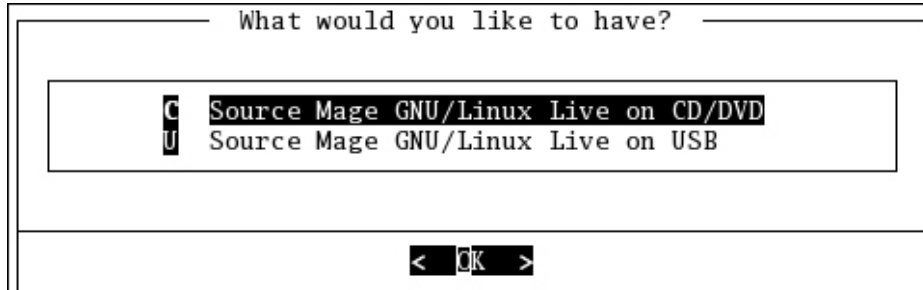 What would you like to have?
C Source Mage GNU/Linux Live on CD/DVD
U Source Mage GNU/Linux Live on USB
< OK >